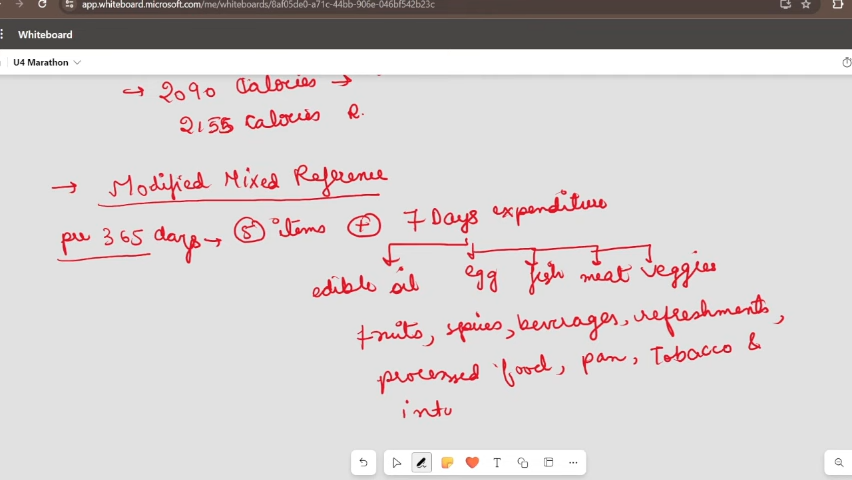 app.whiteboard.microsoft.com/me/whiteboards/8af05de0-a71c-44bb-906e-046bf542b23c
Whiteboard
U4 Marathon
→ 2090 Calories →
2155 Calories R.
→ Modified Mixed Reference
pre 365 days → 5 items + 7 Days expenditure
edible oil egg fish meat veggies
fruits, spices, beverages, refreshments,
processed food, pan, Tobacco &
into
T